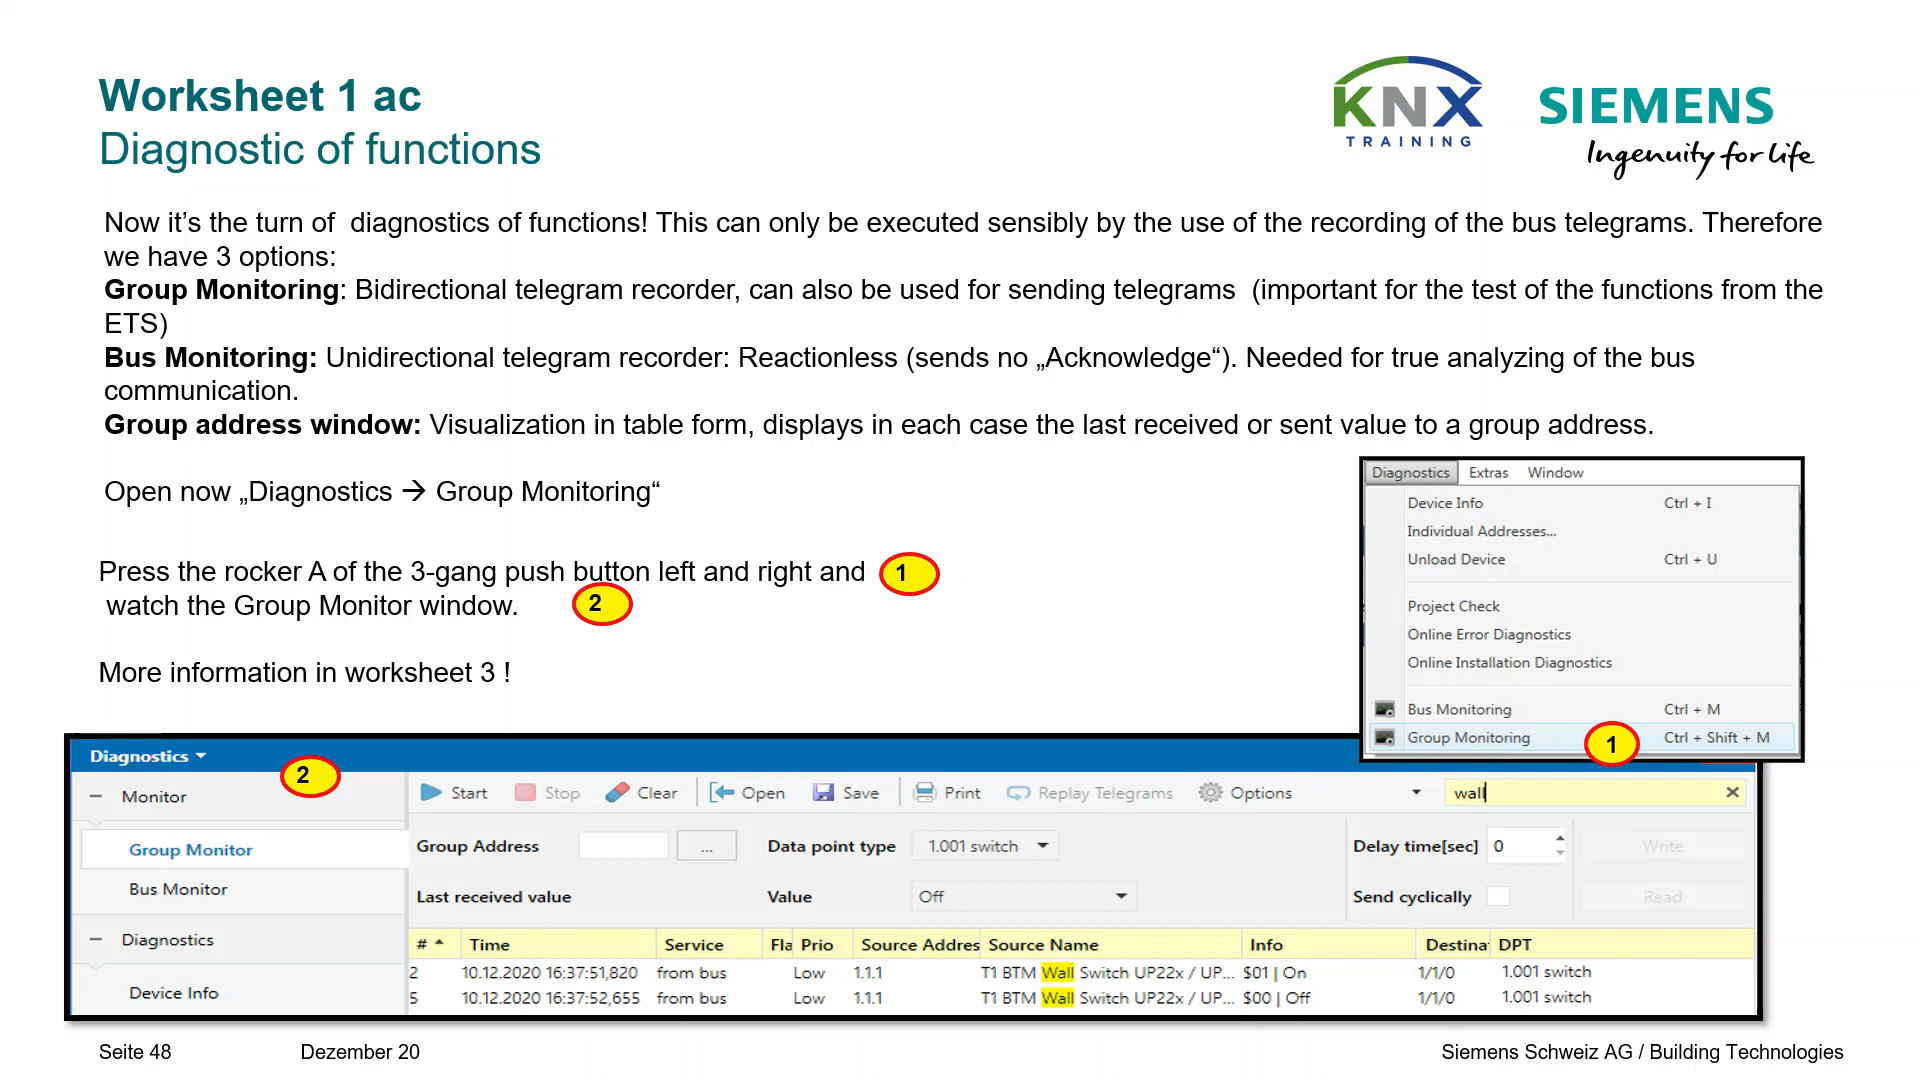 Worksheet 1 ac
Diagnostic of functions
KNX
TRAINING
SIEMENS
Ingenuity for life
Now it’s the turn of  diagnostics of functions! This can only be executed sensibly by the use of the recording of the bus telegrams. Therefore
we have 3 options:
Group Monitoring: Bidirectional telegram recorder, can also be used for sending telegrams  (important for the test of the functions from the
ETS)
Bus Monitoring: Unidirectional telegram recorder: Reactionless (sends no „Acknowledge“). Needed for true analyzing of the bus
communication.
Group address window: Visualization in table form, displays in each case the last received or sent value to a group address.
Open now „Diagnostics → Group Monitoring“
Press the rocker A of the 3-gang push button left and right and 1
watch the Group Monitor window. 2
More information in worksheet 3 !
Diagnostics Extras Window
Device Info Ctrl + I
Individual Addresses...
Unload Device Ctrl + U
Project Check
Online Error Diagnostics
Online Installation Diagnostics
Bus Monitoring Ctrl + M
Group Monitoring 1 Ctrl + Shift + M
Diagnostics
2
Monitor
Group Monitor
Bus Monitor
Diagnostics
Device Info
Start Stop Clear Open Save Print Replay Telegrams Options wall
Group Address ... Data point type 1.001 switch Delay time[sec] 0 Write
Last received value Value Off Send cyclically Read
# Time Service Fla Prio Source Addres Source Name Info Destinat DPT
2 10.12.2020 16:37:51,820 from bus Low 1.1.1 T1 BTM Wall Switch UP22x / UP... $01 | On 1/1/0 1.001 switch
5 10.12.2020 16:37:52,655 from bus Low 1.1.1 T1 BTM Wall Switch UP22x / UP... $00 | Off 1/1/0 1.001 switch
Seite 48 Dezember 20 Siemens Schweiz AG / Building Technologies